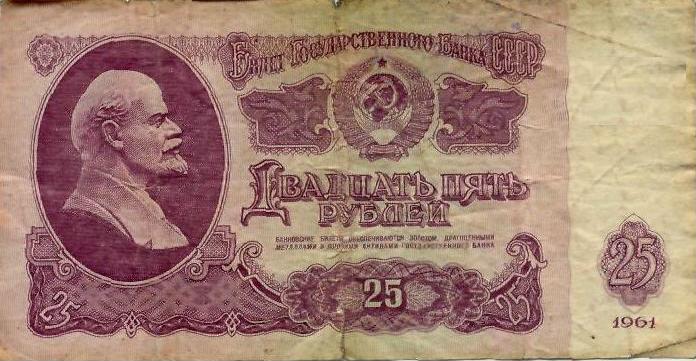 Билет Государственного Банка СССР
Двадцать пять
рублей
БАНКОВСКИЕ БИЛЕТЫ ОБЕСПЕЧИВАЮТСЯ ЗОЛОТОМ, ДРАГОЦЕННЫМИ
МЕТАЛЛАМИ И ПРОЧИМИ АКТИВАМИ ГОСУДАРСТВЕННОГО БАНКА
25
25
25
25
1961